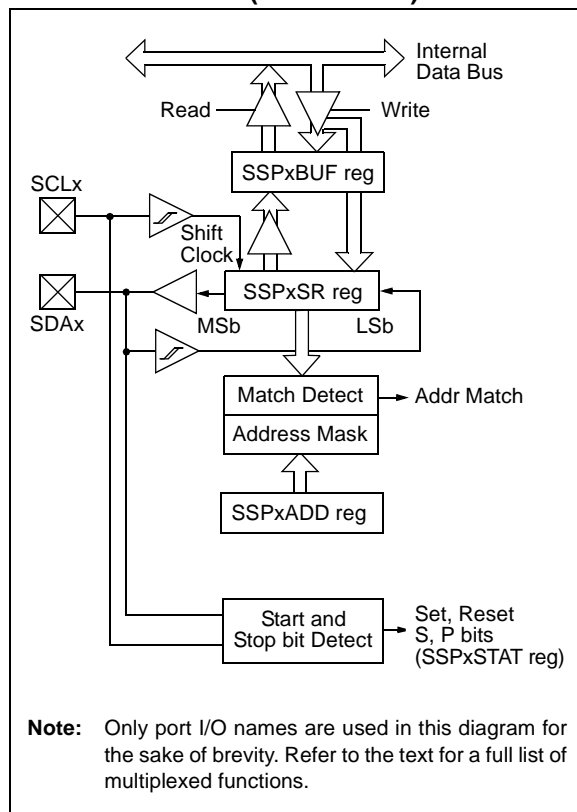 Internal
Data Bus
Read
Write
SSPxBUF reg
SCLx
Shift
Clock
SSPxSR reg
SDAx
MSb
LSb
Match Detect
Addr Match
Address Mask
SSPxADD reg
Start and
Stop bit Detect
Set, Reset
S, P bits
(SSPxSTAT reg)
Note: Only port I/O names are used in this diagram for
the sake of brevity. Refer to the text for a full list of
multiplexed functions.